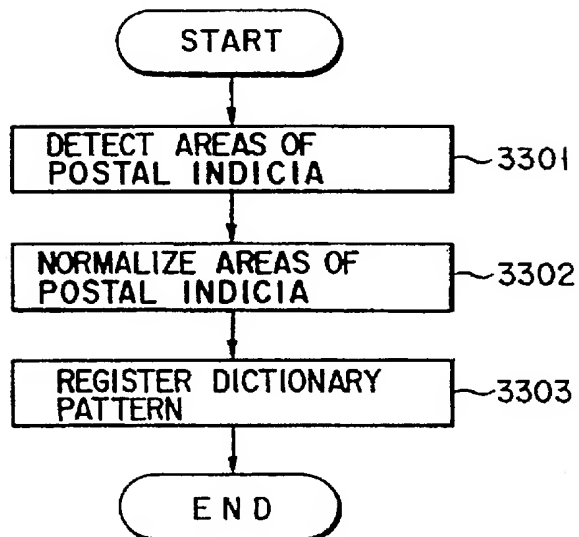 START
DETECT AREAS OF
POSTAL INDICIA
3301
NORMALIZE AREAS OF
POSTAL INDICIA
3302
REGISTER DICTIONARY
PATTERN
3303
END